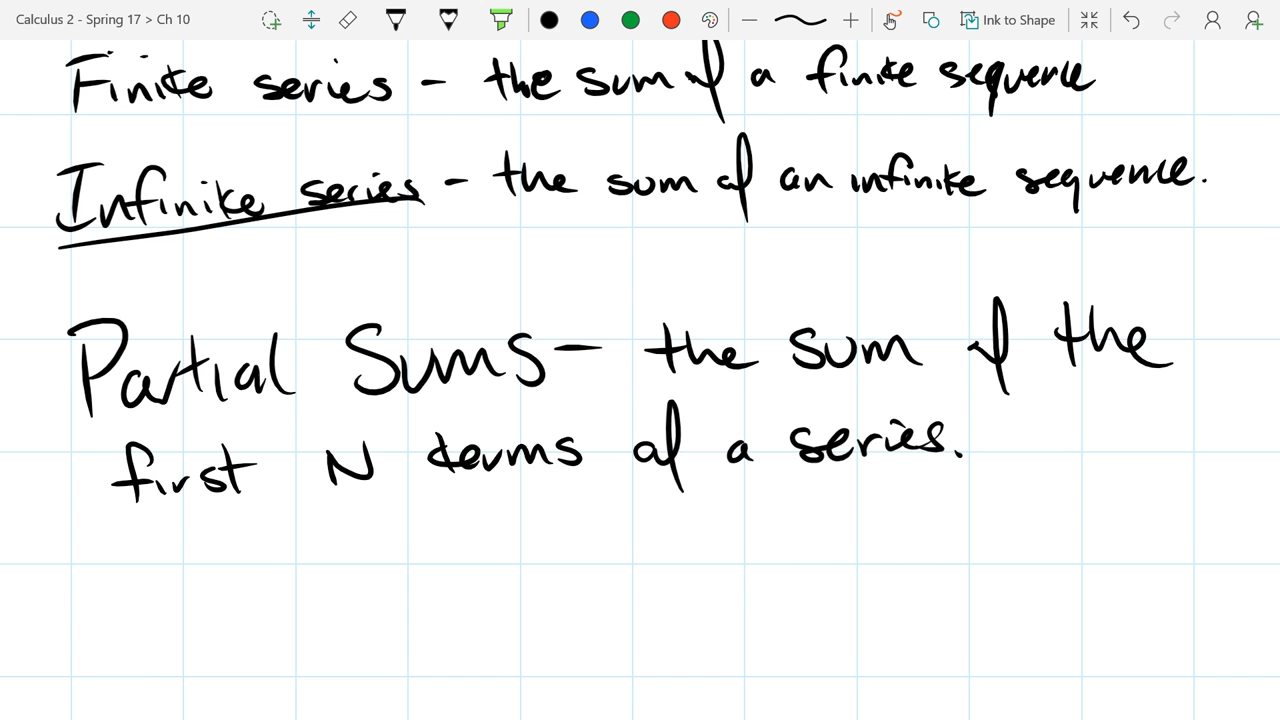 Calculus 2 - Spring 17 > Ch 10
Ink to Shape
Finite series - the sum of a finite sequence
Infinite series - the sum of an infinite sequence.
Partial Sums - the sum of the
first N terms of a series.